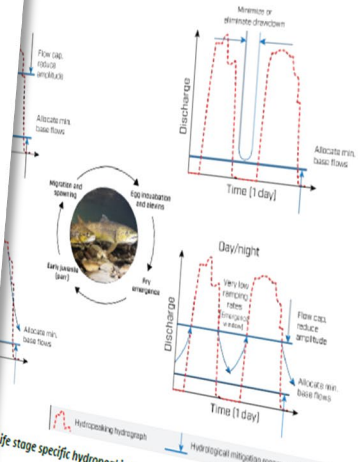 Flow cap,
reduce
amplitude
Allocate min.
base flows
Minimize or
eliminate drawdown
Discharge
Allocate min.
base flows
Time (1 day)
Migration and
spawning
Egg incubation
and alevins
Early juvenile
(parr)
Fry
emergence
Day/night
Discharge
Very low
ramping
rates
Flow cap,
reduce
amplitude
Allocate min.
base flows
Time (1 day)
Allocate min.
base flows
Hydropeaking hydrograph
Hydrological mitigation
ife stage specific